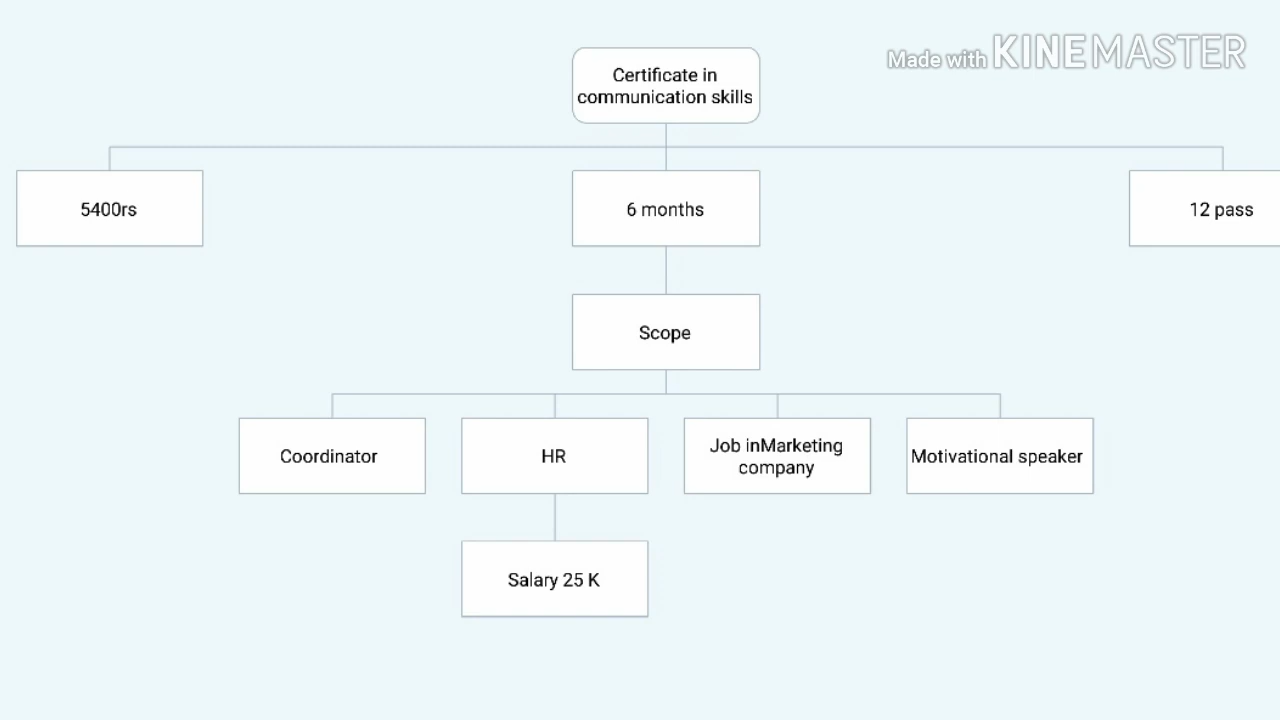 Made with KINEMASTER
Certificate in
communication skills
5400rs
6 months
12 pass
Scope
Coordinator
HR
Job inMarketing
company
Motivational speaker
Salary 25 K